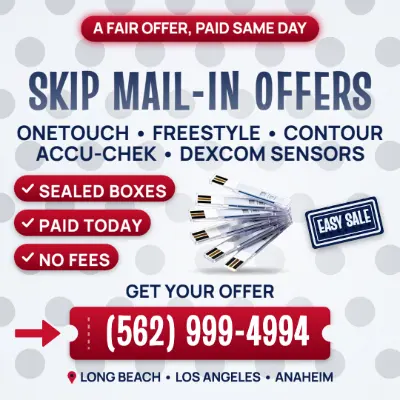 A FAIR OFFER, PAID SAME DAY
SKIP MAIL-IN OFFERS
ONETOUCH • FREESTYLE • CONTOUR
ACCU-CHEK • DEXCOM SENSORS
SEALED BOXES
PAID TODAY
NO FEES
EASY SALE
GET YOUR OFFER
(562) 999-4994
LONG BEACH • LOS ANGELES • ANAHEIM